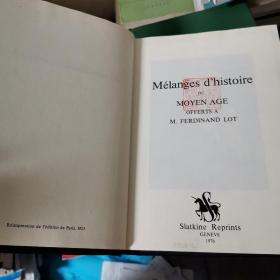 Mélanges d'histoire
DU
MOYEN AGE
OFFERTS A
M. FERDINAND LOT
Slatkine Reprints
GENÈVE
1976
Réimpression de l'édition de Paris, 1925